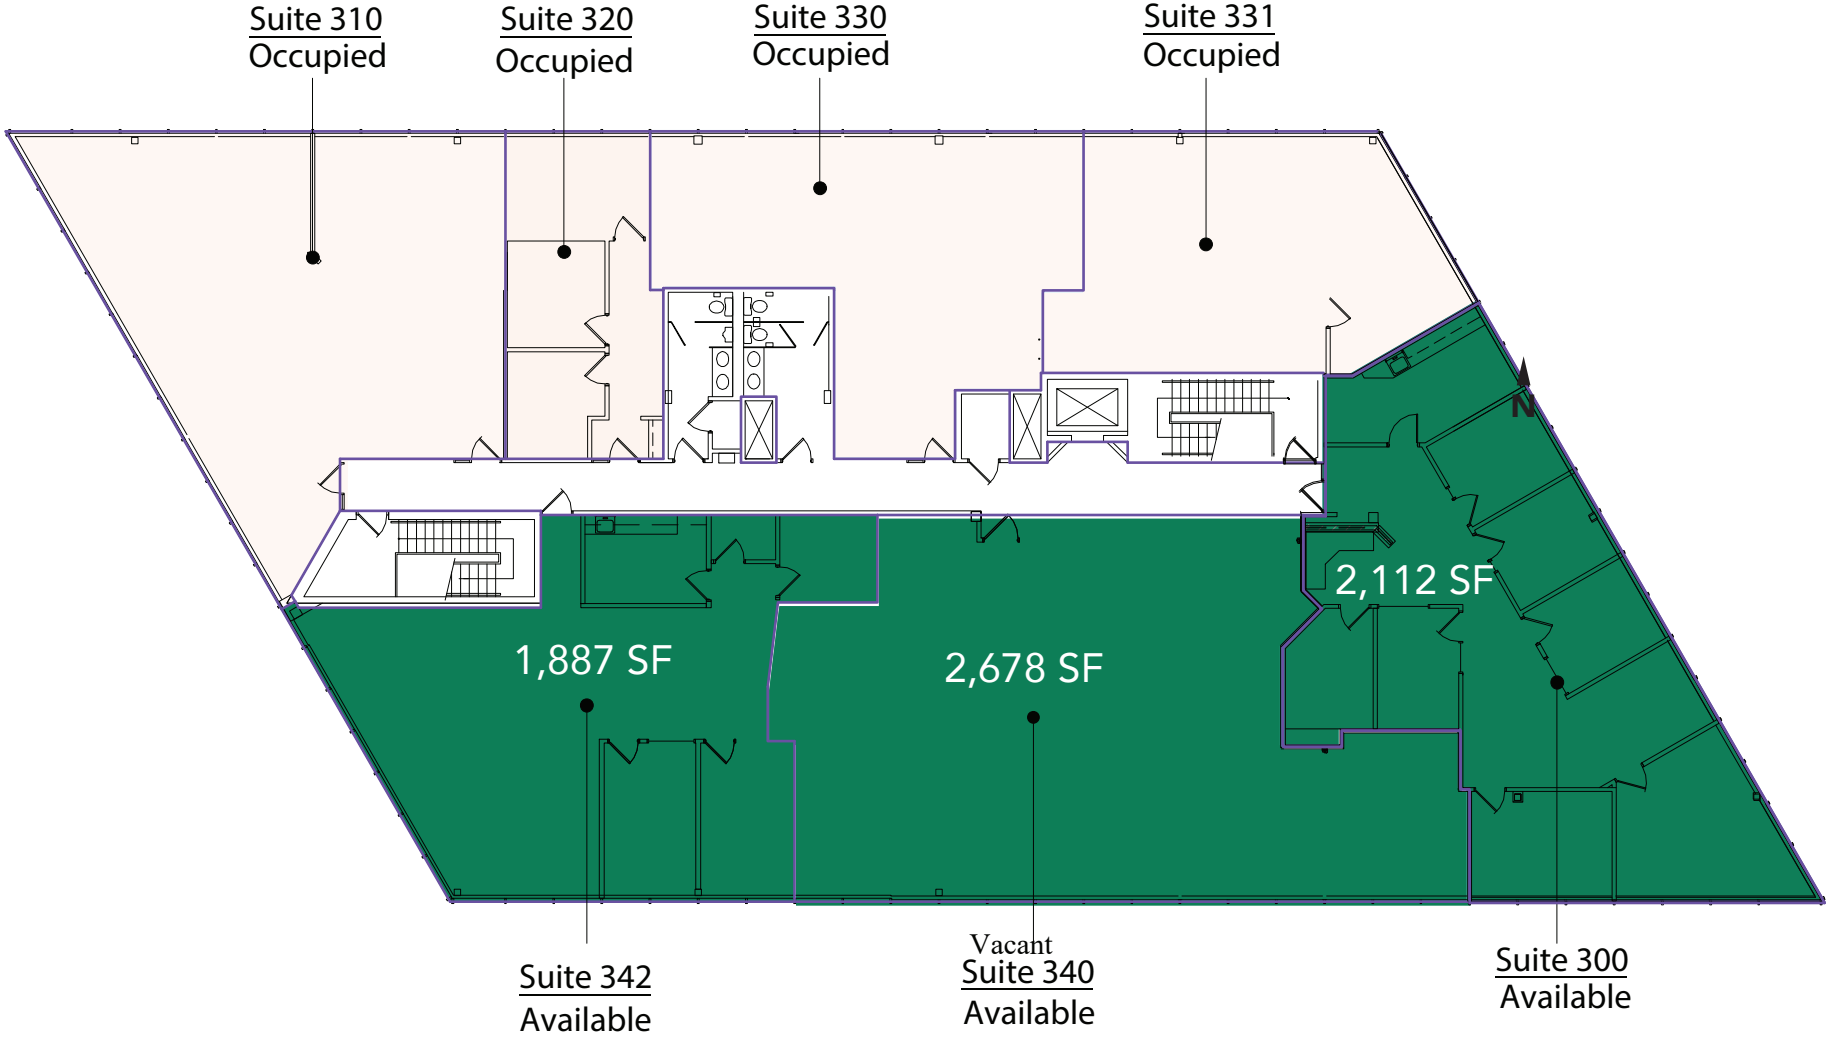 Suite 310
Occupied
Suite 320
Occupied
Suite 330
Occupied
Suite 331
Occupied
N
2,112 SF
1,887 SF
2,678 SF
Suite 342
Available
Vacant
Suite 340
Available
Suite 300
Available